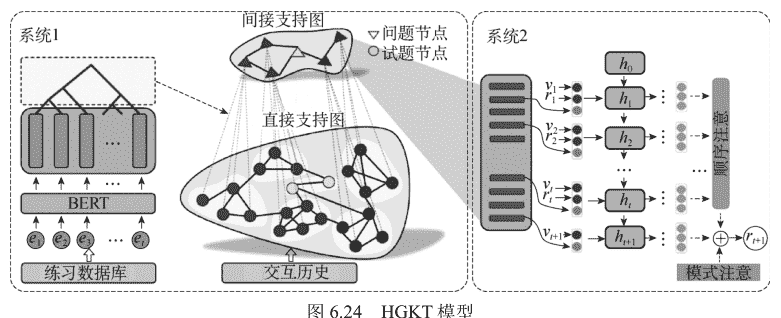 系统1
间接支持图
问题节点
试题节点
直接支持图
...
BERT
...
e1 e2 e3 ... et
练习数据库
交互历史
系统2
h0
v1
r1
h1
v2
r2
h2
...
...
vt
rt
ht
vt+1
ht+1
顺序注意
rt+1
模式注意
图 6.24 HGKT 模型